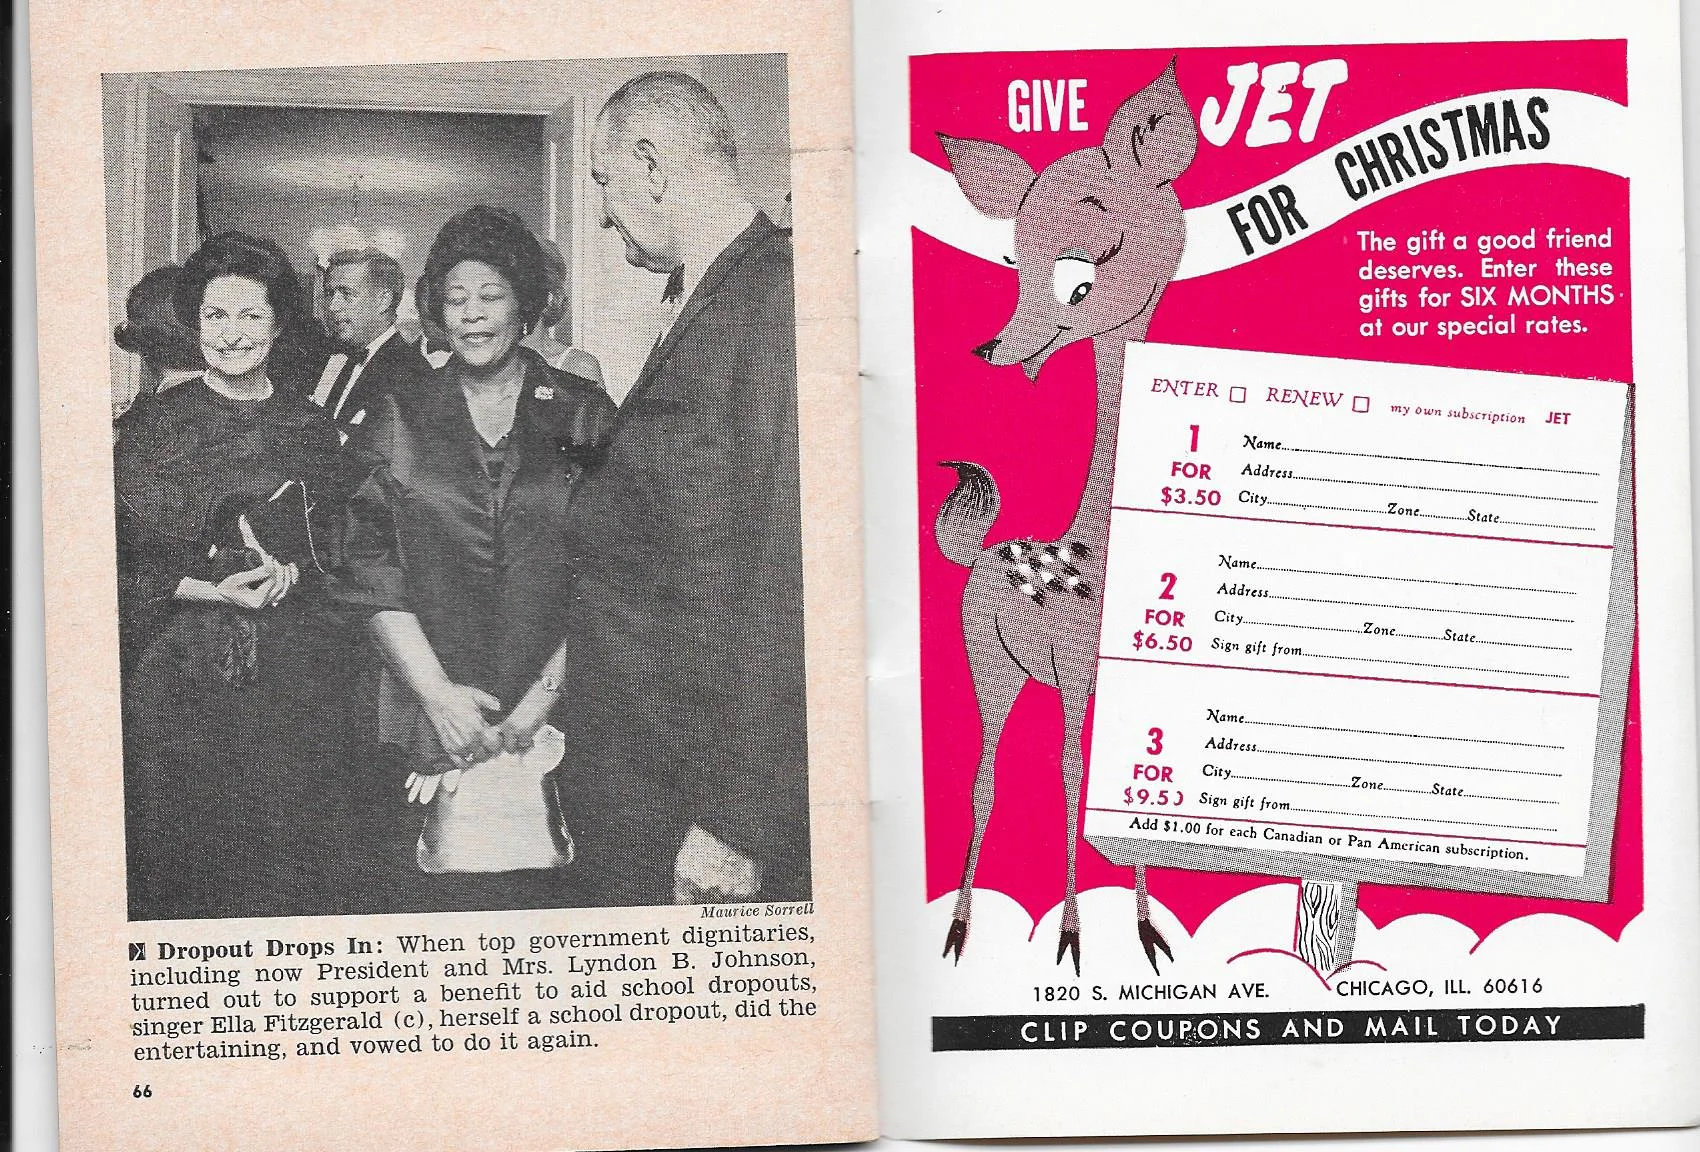 Maurice Sorrell
Dropout Drops In: When top government dignitaries,
including now President and Mrs. Lyndon B. Johnson,
turned out to support a benefit to aid school dropouts,
singer Ella Fitzgerald (c), herself a school dropout, did the
entertaining, and vowed to do it again.
66
GIVE JET
FOR CHRISTMAS
The gift a good friend
deserves. Enter these
gifts for SIX MONTHS
at our special rates.
ENTER □ RENEW □ my own subscription JET
1
FOR
$3.50
Name
Address
City Zone State
2
FOR
$6.50
Name
Address
City Zone State
Sign gift from
3
FOR
$9.50
Name
Address
City Zone State
Sign gift from
Add $1.00 for each Canadian or Pan American subscription.
1820 S. MICHIGAN AVE. CHICAGO, ILL. 60616
CLIP COUPONS AND MAIL TODAY